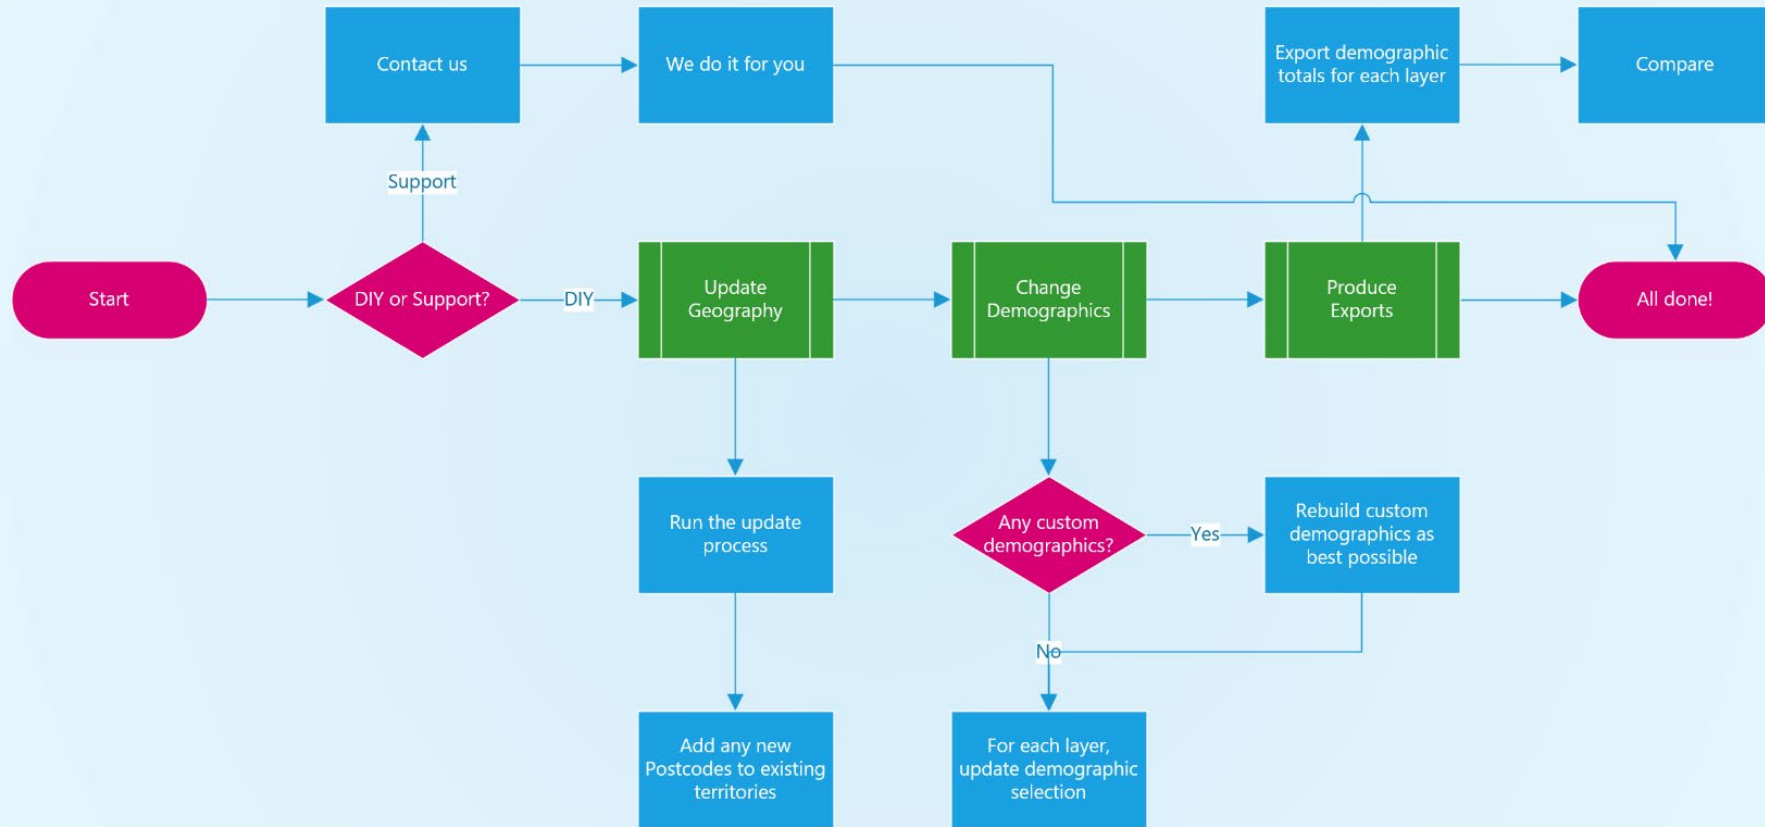 Contact us
We do it for you
Export demographic
totals for each layer
Compare
Support
Start
DIY or Support?
DIY
Update
Geography
Change
Demographics
Produce
Exports
All done!
Run the update
process
Any custom
demographics?
Yes
Rebuild custom
demographics as
best possible
No
Add any new
Postcodes to existing
territories
For each layer,
update demographic
selection